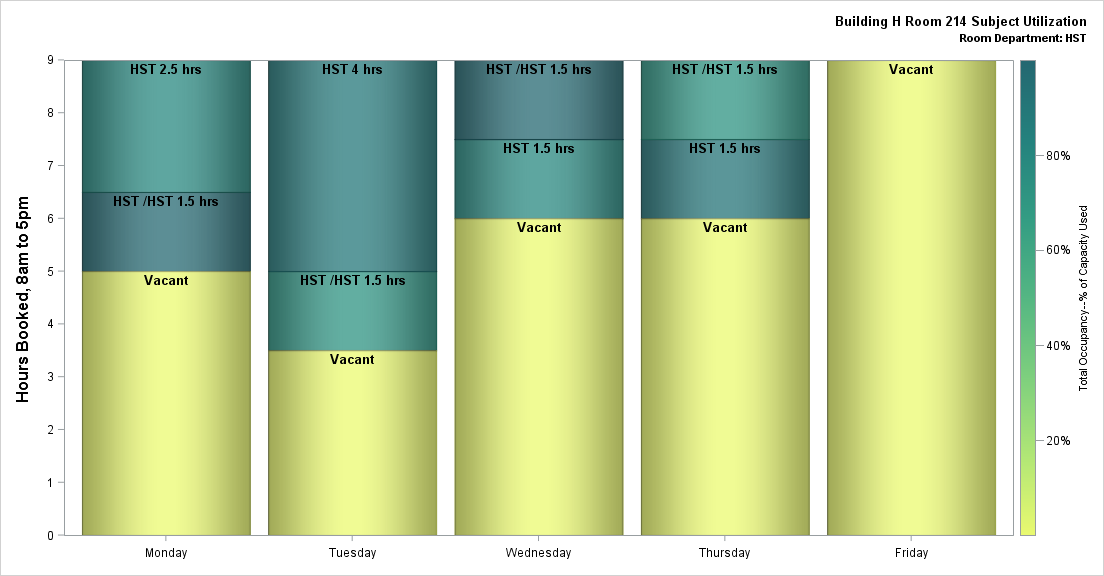 Building H Room 214 Subject Utilization
Room Department: HST
Hours Booked, 8am to 5pm
9
8
7
6
5
4
3
2
1
0
HST 2.5 hrs
HST /HST 1.5 hrs
Vacant
HST 4 hrs
HST /HST 1.5 hrs
Vacant
HST /HST 1.5 hrs
HST 1.5 hrs
Vacant
HST /HST 1.5 hrs
HST 1.5 hrs
Vacant
Vacant
Monday
Tuesday
Wednesday
Thursday
Friday
80%
60%
40%
20%
Total Occupancy--% of Capacity Used